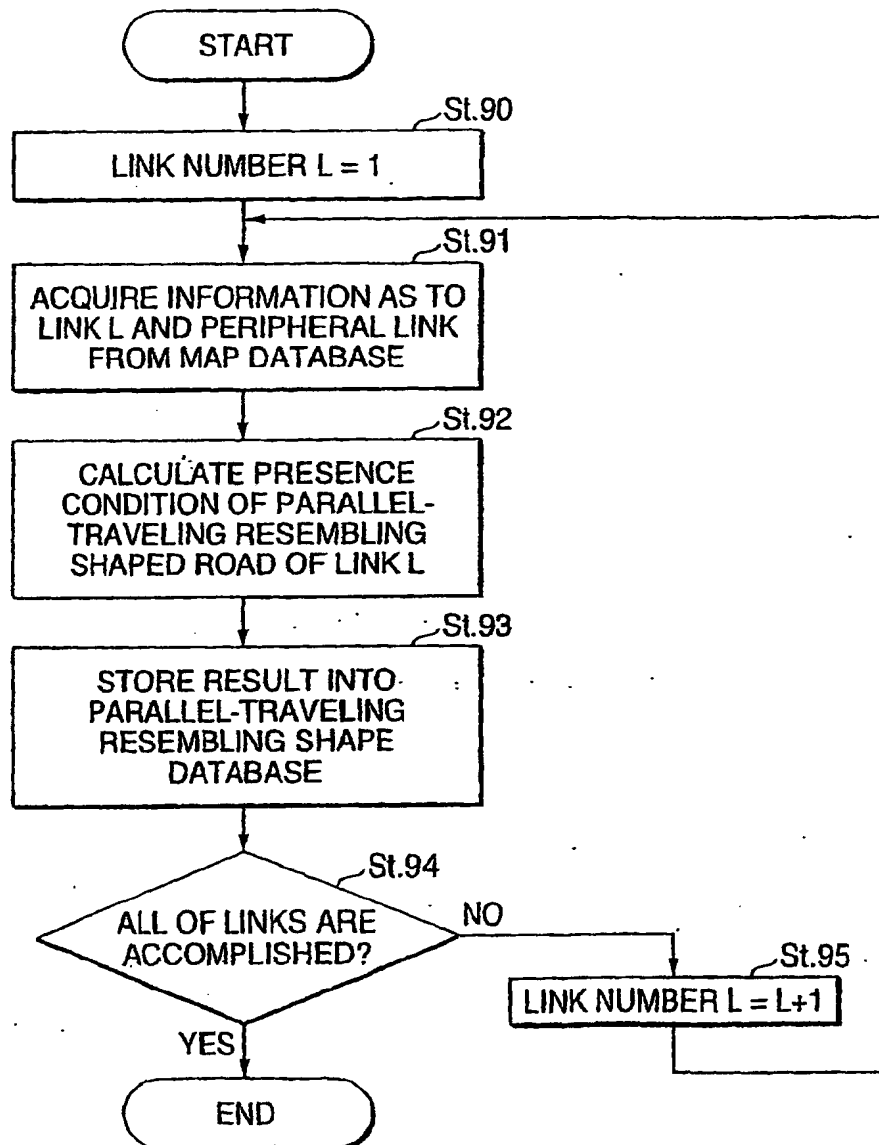 START
St.90
LINK NUMBER L = 1
St.91
ACQUIRE INFORMATION AS TO
LINK L AND PERIPHERAL LINK
FROM MAP DATABASE
St.92
CALCULATE PRESENCE
CONDITION OF PARALLEL-
TRAVELING RESEMBLING
SHAPED ROAD OF LINK L
St.93
STORE RESULT INTO
PARALLEL-TRAVELING
RESEMBLING SHAPE
DATABASE
St.94
ALL OF LINKS ARE
ACCOMPLISHED?
NO
St.95
LINK NUMBER L = L+1
YES
END